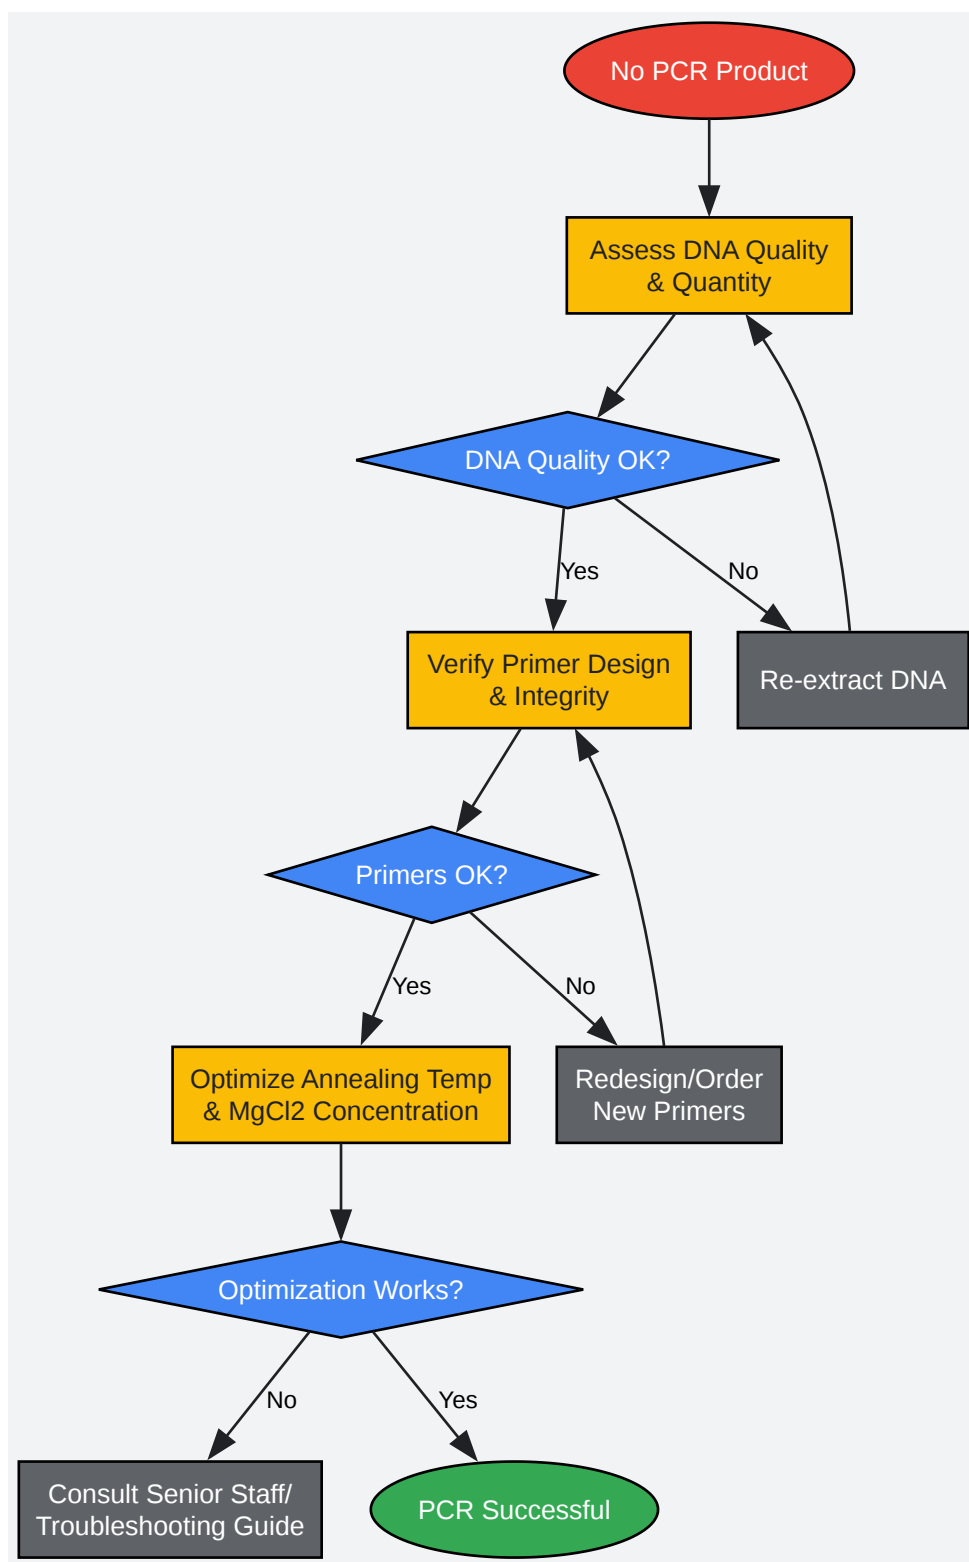 No PCR Product
Assess DNA Quality
& Quantity
DNA Quality OK?
Yes
No
Verify Primer Design
& Integrity
Re-extract DNA
Primers OK?
Yes
No
Optimize Annealing Temp
& MgCl2 Concentration
Redesign/Order
New Primers
Optimization Works?
No
Yes
Consult Senior Staff/
Troubleshooting Guide
PCR Successful